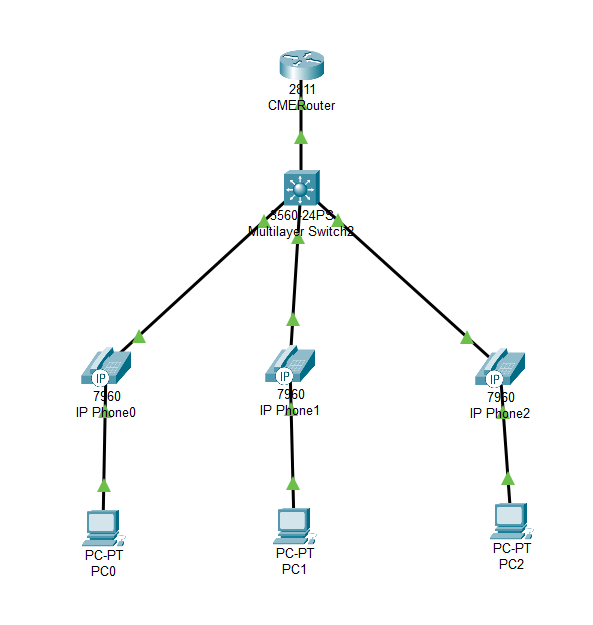 2811
CMERouter
3560-24PS
Multilayer Switch2
IP
7960
IP Phone0
IP
7960
IP Phone1
IP
7960
IP Phone2
PC-PT
PC0
PC-PT
PC1
PC-PT
PC2